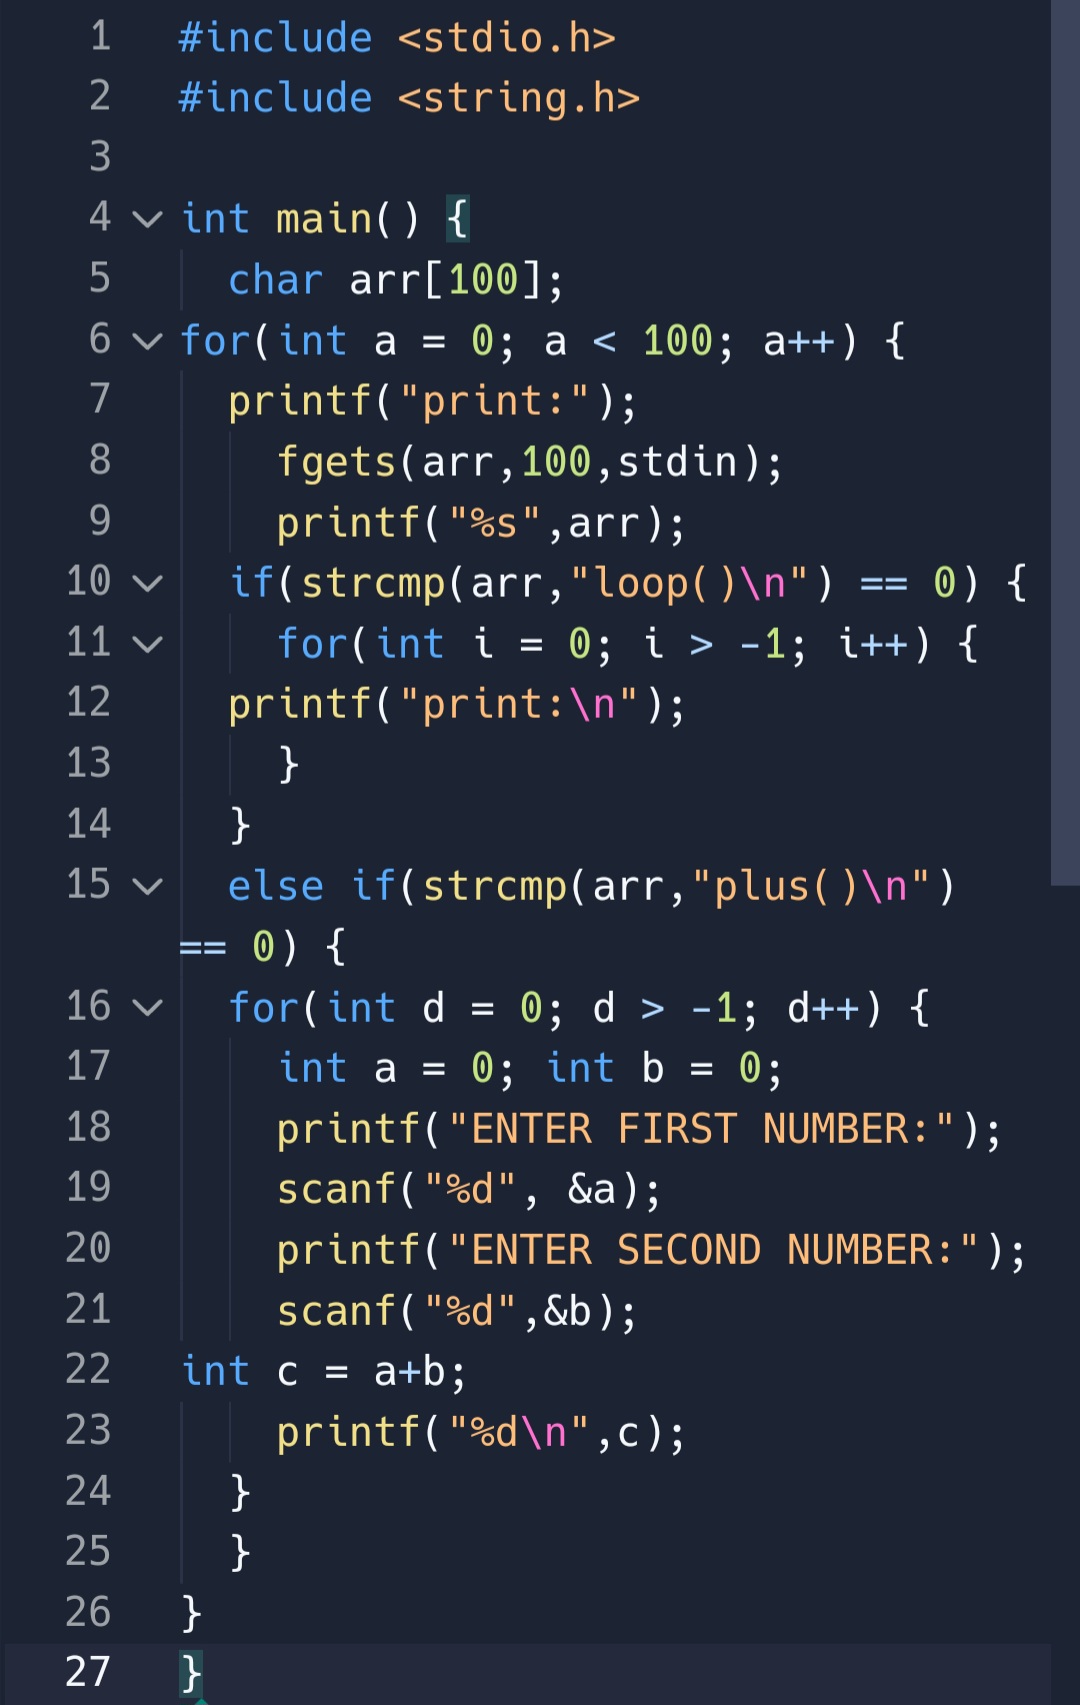 1 #include <stdio.h>
2 #include <string.h>
3
4 int main() {
5 char arr[100];
6 for(int a = 0; a < 100; a++) {
7 printf("print:");
8 fgets(arr,100,stdin);
9 printf("%s",arr);
10 if(strcmp(arr,"loop()\n") == 0) {
11 for(int i = 0; i > -1; i++) {
12 printf("print:\n");
13 }
14 }
15 else if(strcmp(arr,"plus()\n")
== 0) {
16 for(int d = 0; d > -1; d++) {
17 int a = 0; int b = 0;
18 printf("ENTER FIRST NUMBER:");
19 scanf("%d", &a);
20 printf("ENTER SECOND NUMBER:");
21 scanf("%d",&b);
22 int c = a+b;
23 printf("%d\n",c);
24 }
25 }
26 }
27 }